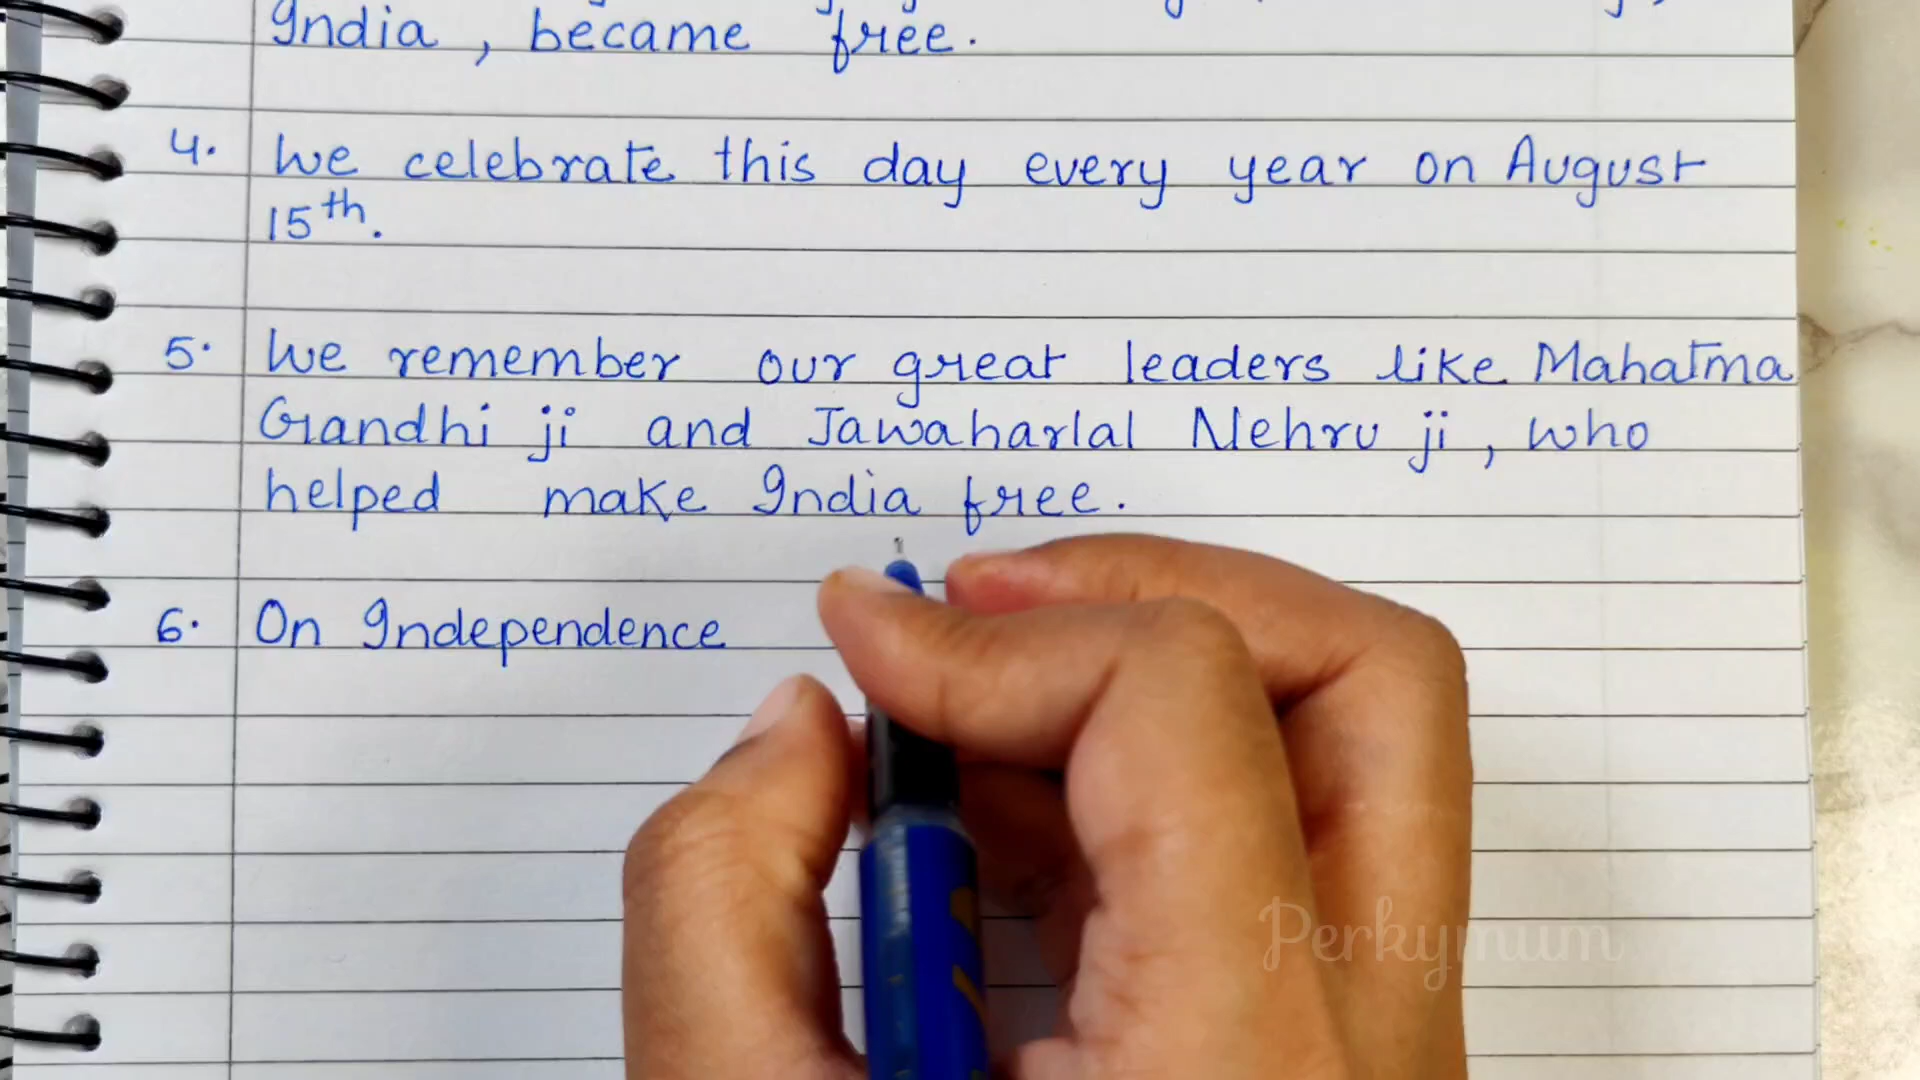 India, became free.
4. We celebrate this day every year on August
15th.
5. We remember our great leaders like Mahatma
Gandhi ji and Jawaharlal Nehru ji, who
helped make India free.
6. On Independence
Perkymum